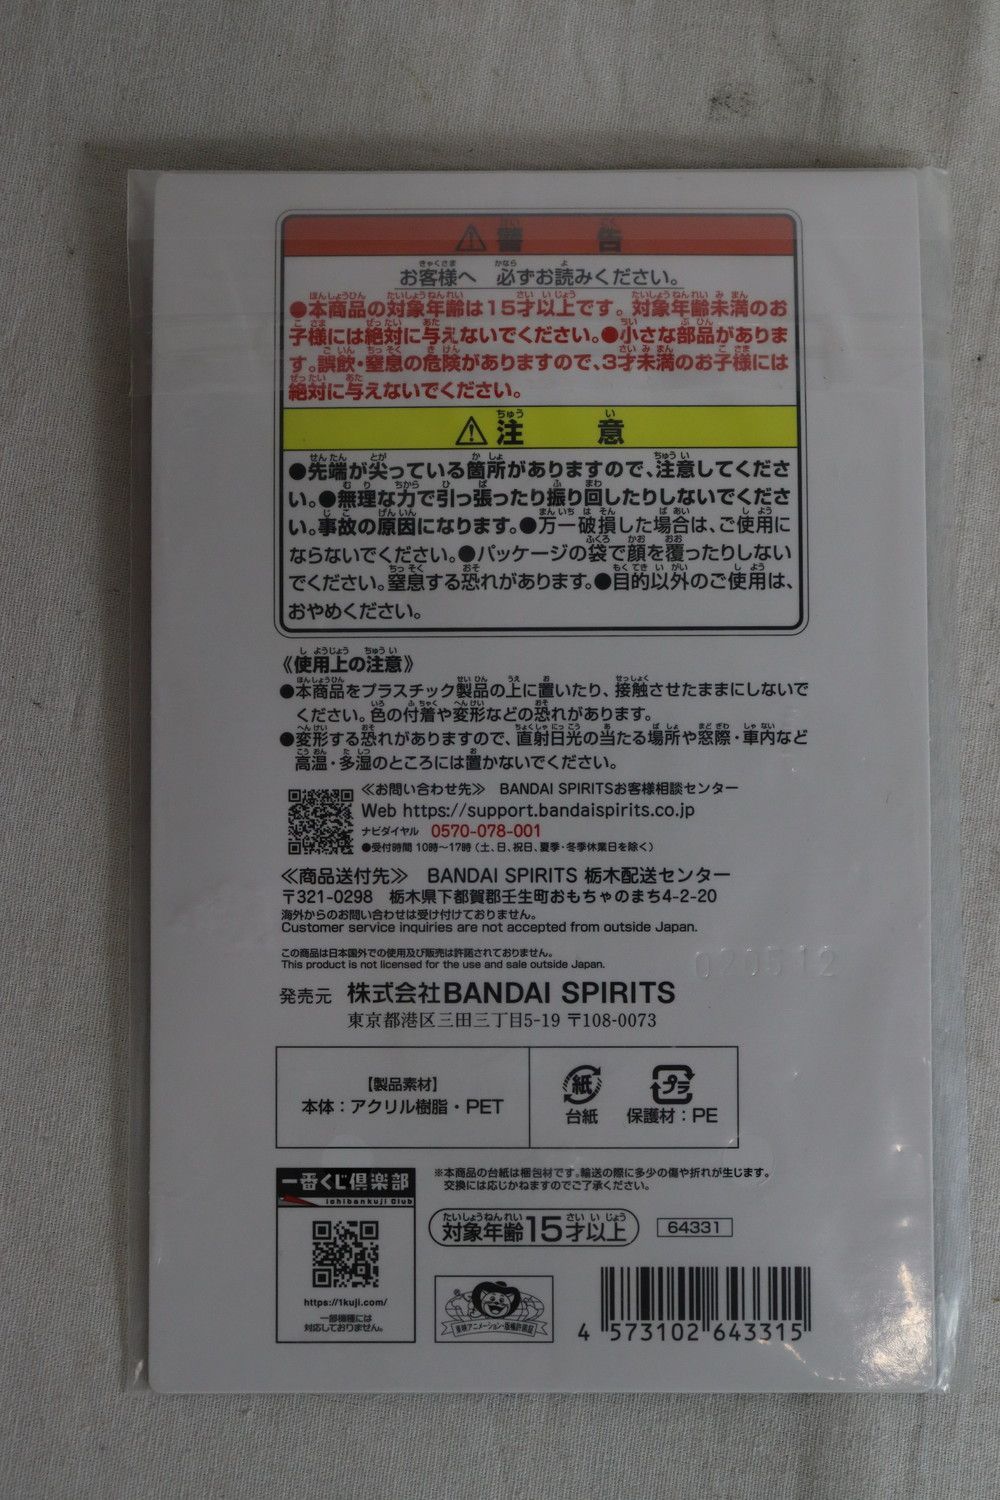 ⚠警告
お客様へ 必ずお読みください。
●本商品の対象年齢は15才以上です。対象年齢未満のお
子様には絶対に与えないでください。●小さな部品がありま
す。誤飲・窒息の危険がありますので、3才未満のお子様には
絶対に与えないでください。
⚠注意
●先端が尖っている箇所がありますので、注意してくださ
い。●無理な力で引っ張ったり振り回したりしないでくださ
い。事故の原因になります。●万一破損した場合は、ご使用に
ならないでください。●パッケージの袋で顔を覆ったりしない
でください。窒息する恐れがあります。●目的以外のご使用は、
おやめください。
《使用上の注意》
●本商品をプラスチック製品の上に置いたり、接触させたままにしないで
ください。色の付着や変形などの恐れがあります。
●変形する恐れがありますので、直射日光の当たる場所や窓際・車内など
高温・多湿のところには置かないでください。
≪お問い合わせ先≫ BANDAI SPIRITSお客様相談センター
Web https://support.bandaispirits.co.jp
ナビダイヤル 0570-078-001
●受付時間 10時〜17時（土、日、祝日、夏季・冬季休業日を除く）
≪商品送付先≫ BANDAI SPIRITS 栃木配送センター
〒321-0298 栃木県下都賀郡壬生町おもちゃのまち4-2-20
海外からのお問い合わせは受け付けておりません。
Customer service inquiries are not accepted from outside Japan.
この商品は日本国外での使用及び販売は許諾されておりません。
This product is not licensed for the use and sale outside Japan.
020512
発売元 株式会社BANDAI SPIRITS
東京都港区三田三丁目5-19 〒108-0073
【製品素材】
本体：アクリル樹脂・PET
紙
台紙
プラ
保護材：PE
一番くじ倶楽部
ichibankuji Club
https://1kuji.com/
一部機種には
対応しておりません。
※本商品の台紙は梱包材です。輸送の際に多少の傷や折れが生じます。
交換には応じかねますのでご了承ください。
対象年齢15才以上
64331
東映アニメーション・版権許諾証
4 573102 643315